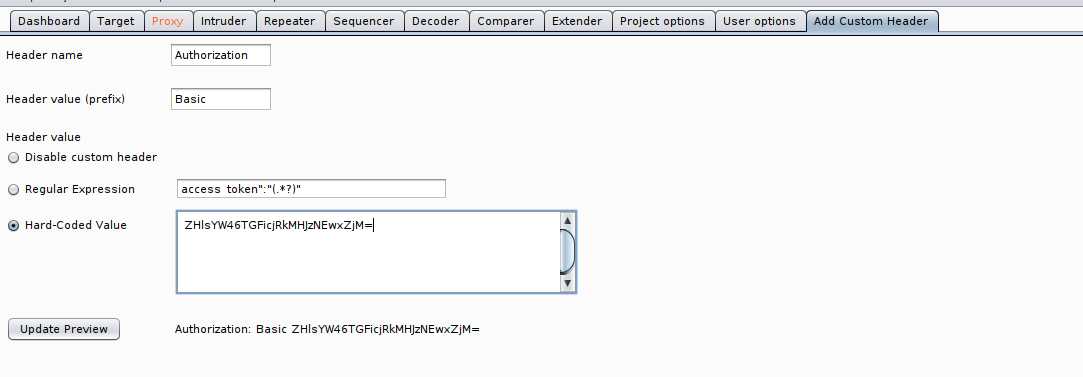 Dashboard Target Proxy Intruder Repeater Sequencer Decoder Comparer Extender Project options User options Add Custom Header
Header name Authorization
Header value (prefix) Basic
Header value
Disable custom header
Regular Expression access token":"(.*?)"
Hard-Coded Value ZHlsYW46TGFicjRkMHJzNEwxZjM=
Update Preview Authorization: Basic ZHlsYW46TGFicjRkMHJzNEwxZjM=